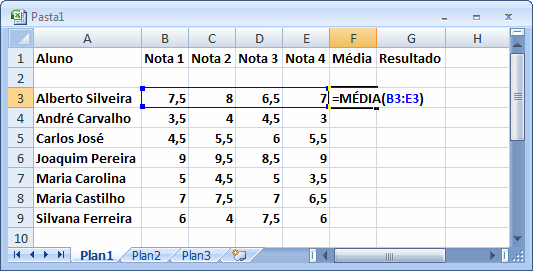 Pasta1
A B C D E F G H
1 Aluno Nota 1 Nota 2 Nota 3 Nota 4 Média Resultado
2
3 Alberto Silveira 7,5 8 6,5 7 =MÉDIA(B3:E3)
4 André Carvalho 3,5 4 4,5 3
5 Carlos José 4,5 5,5 6 5,5
6 Joaquim Pereira 9 9,5 8,5 9
7 Maria Carolina 5 4,5 5 3,5
8 Maria Castilho 7 7,5 7 6,5
9 Silvana Ferreira 6 4 7,5 6
10
Plan1 Plan2 Plan3